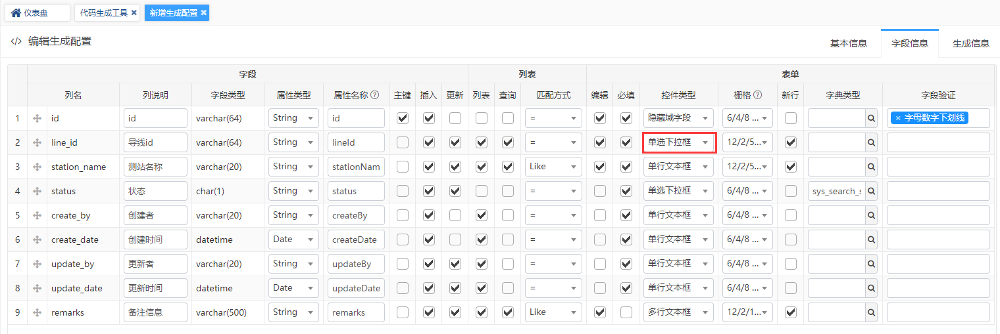 仪表盘 代码生成工具 × 新增生成配置 ×
</> 编辑生成配置 基本信息 字段信息 生成信息
字段 列表 表单
列名 列说明 字段类型 属性类型 属性名称 ? 主键 插入 更新 列表 查询 匹配方式 编辑 必填 控件类型 栅格 ? 新行 字典类型 字段验证
1 id id varchar(64) String id = 隐藏域字段 6/4/8 ... × 字母数字下划线
2 line_id 导线id varchar(64) String lineId = 单选下拉框 12/2/5...
3 station_name 测站名称 varchar(20) String stationNam Like 单行文本框 12/2/5...
4 status 状态 char(1) String status = 单选下拉框 6/4/8 ... sys_search_s
5 create_by 创建者 varchar(20) String createBy = 单行文本框 6/4/8 ...
6 create_date 创建时间 datetime Date createDate = 单行文本框 6/4/8 ...
7 update_by 更新者 varchar(20) String updateBy = 单行文本框 6/4/8 ...
8 update_date 更新时间 datetime Date updateDate = 单行文本框 6/4/8 ...
9 remarks 备注信息 varchar(500) String remarks Like 多行文本框 12/2/1...